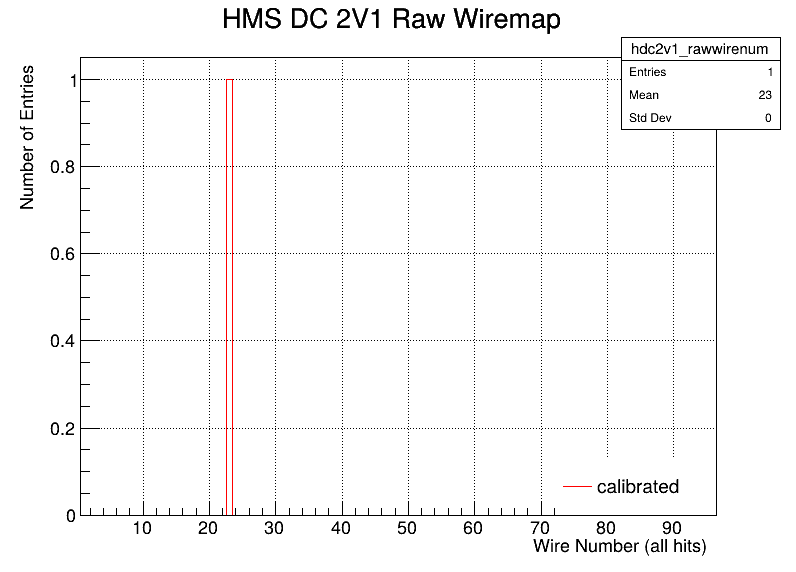 HMS DC 2V1 Raw Wiremap
hdc2v1_rawwirenum
Entries 1
Mean 23
Std Dev 0
Number of Entries
1
0.8
0.6
0.4
0.2
0
calibrated
10 20 30 40 50 60 70 80 90
Wire Number (all hits)